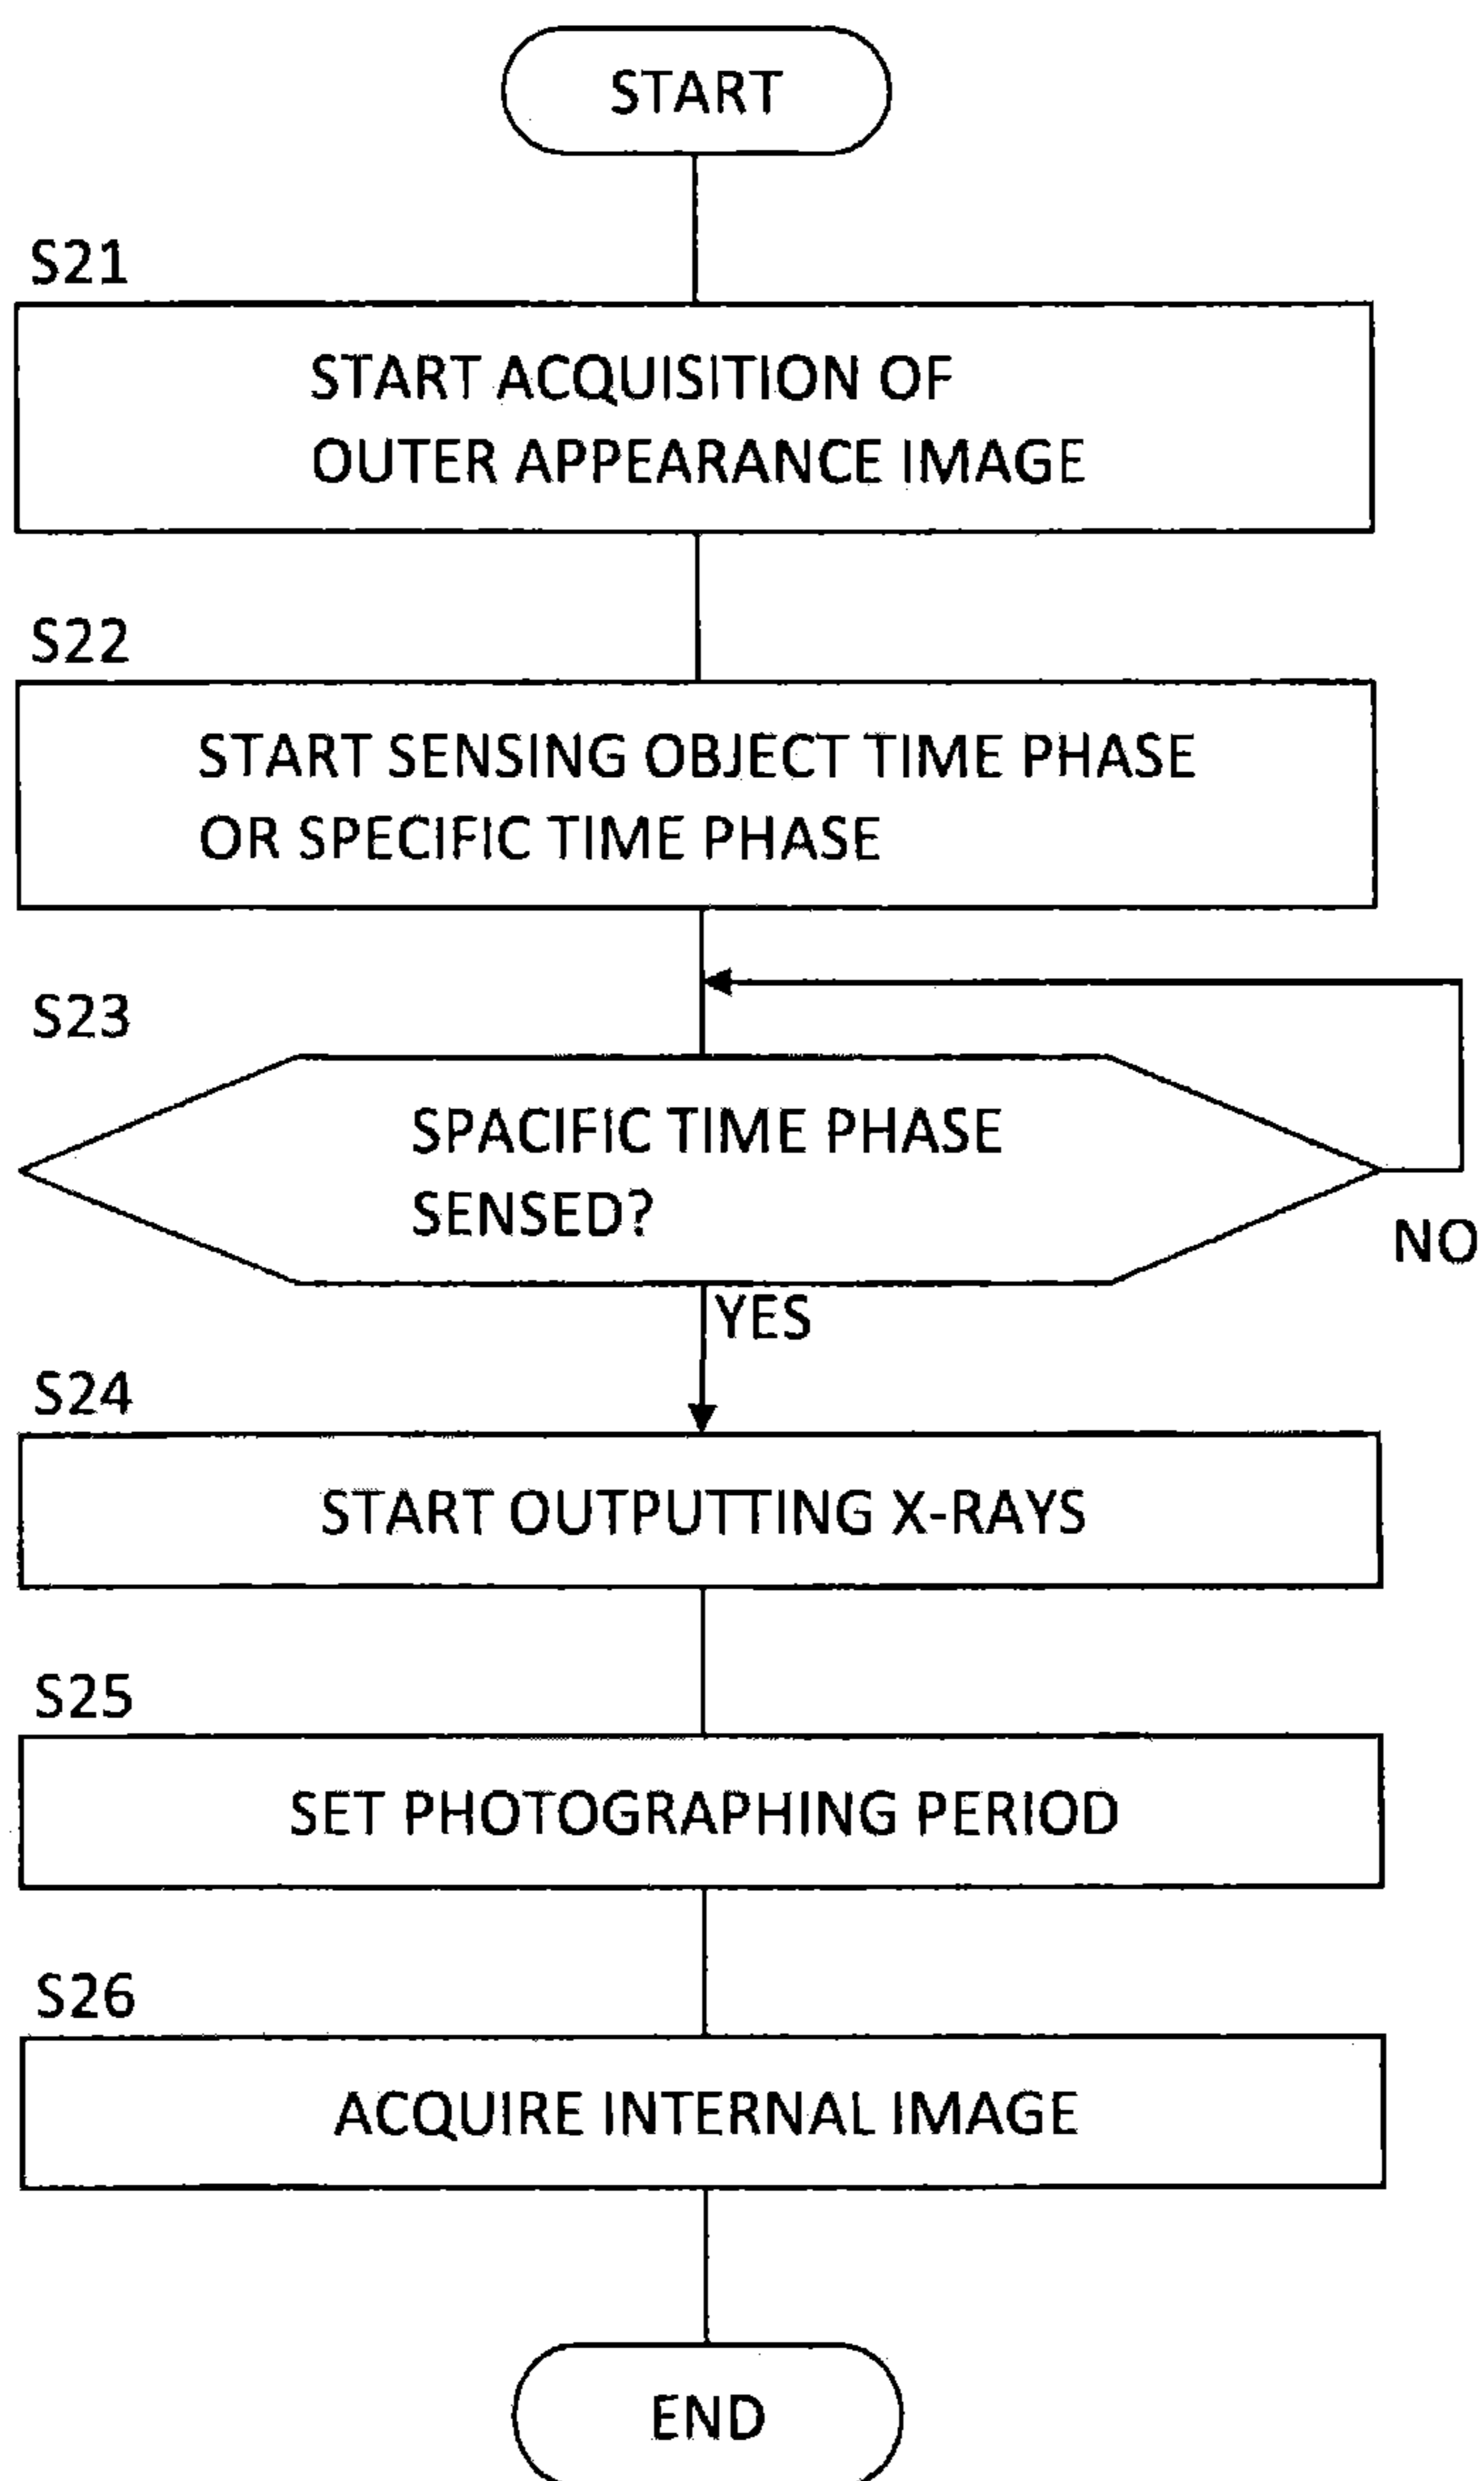 START
S21
START ACQUISITION OF
OUTER APPEARANCE IMAGE
S22
START SENSING OBJECT TIME PHASE
OR SPECIFIC TIME PHASE
S23
SPACIFIC TIME PHASE
SENSED?
NO
YES
S24
START OUTPUTTING X-RAYS
S25
SET PHOTOGRAPHING PERIOD
S26
ACQUIRE INTERNAL IMAGE
END